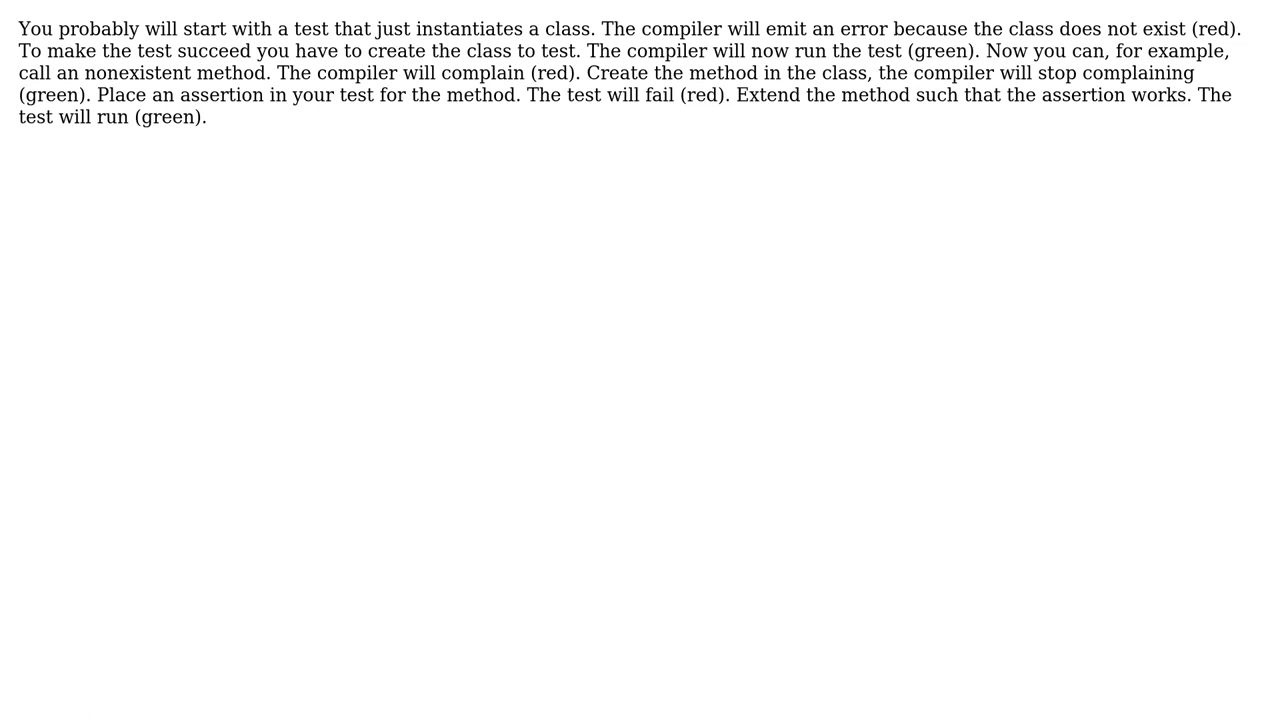 You probably will start with a test that just instantiates a class. The compiler will emit an error because the class does not exist (red).
To make the test succeed you have to create the class to test. The compiler will now run the test (green). Now you can, for example,
call an nonexistent method. The compiler will complain (red). Create the method in the class, the compiler will stop complaining
(green). Place an assertion in your test for the method. The test will fail (red). Extend the method such that the assertion works. The
test will run (green).